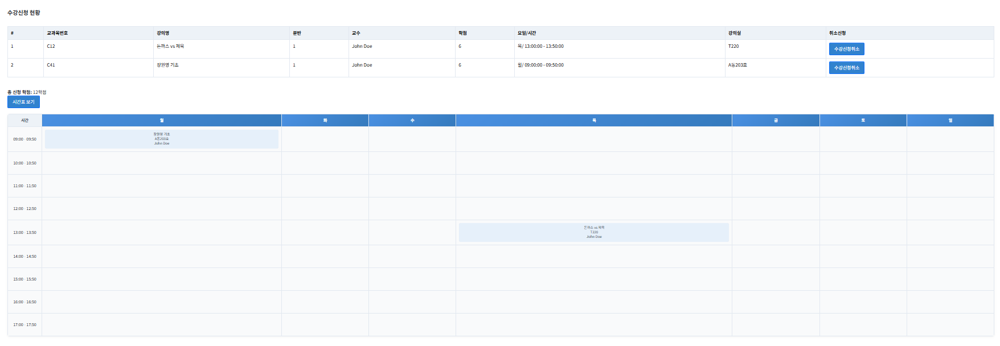 수강신청 현황
# 교과목번호 강의명 분반 교수 학점 요일/시간 강의실 취소신청
1 C12 돈까스 vs 제육 1 John Doe 6 목/ 13:00:00 - 13:50:00 T220 수강신청취소
2 C41 장원영 기초 1 John Doe 6 월/ 09:00:00 - 09:50:00 A동203호 수강신청취소
총 신청 학점: 12학점
시간표 보기
시간 월 화 수 목 금 토 일
09:00 - 09:50
장원영 기초
A동203호
John Doe
10:00 - 10:50
11:00 - 11:50
12:00 - 12:50
13:00 - 13:50
돈까스 vs 제육
T220
John Doe
14:00 - 14:50
15:00 - 15:50
16:00 - 16:50
17:00 - 17:50